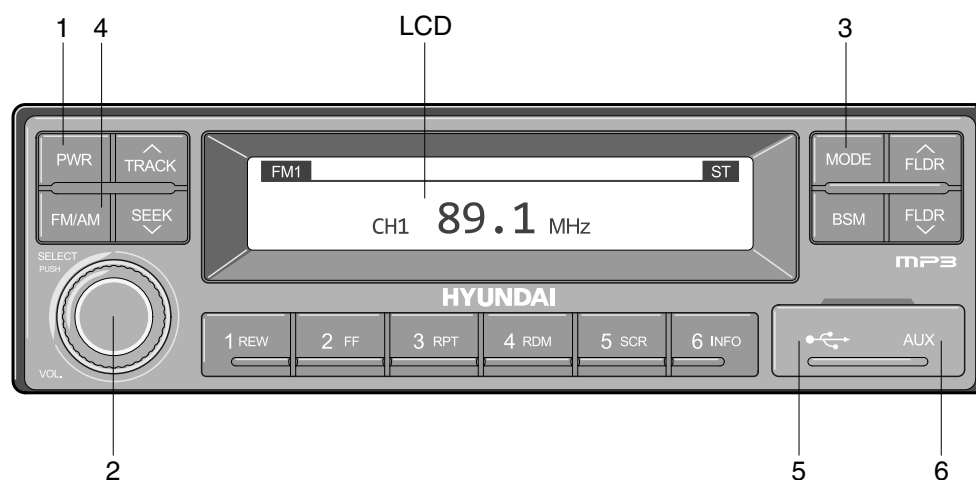 1 4 LCD 3
PWR TRACK MODE FLDR
FM1 ST
FM/AM SEEK CH1 89.1 MHz BSM FLDR
SELECT
PUSH
MP3
HYUNDAI
1 REW 2 FF 3 RPT 4 RDM 5 SCR 6 INFO AUX
VOL.
2 5 6